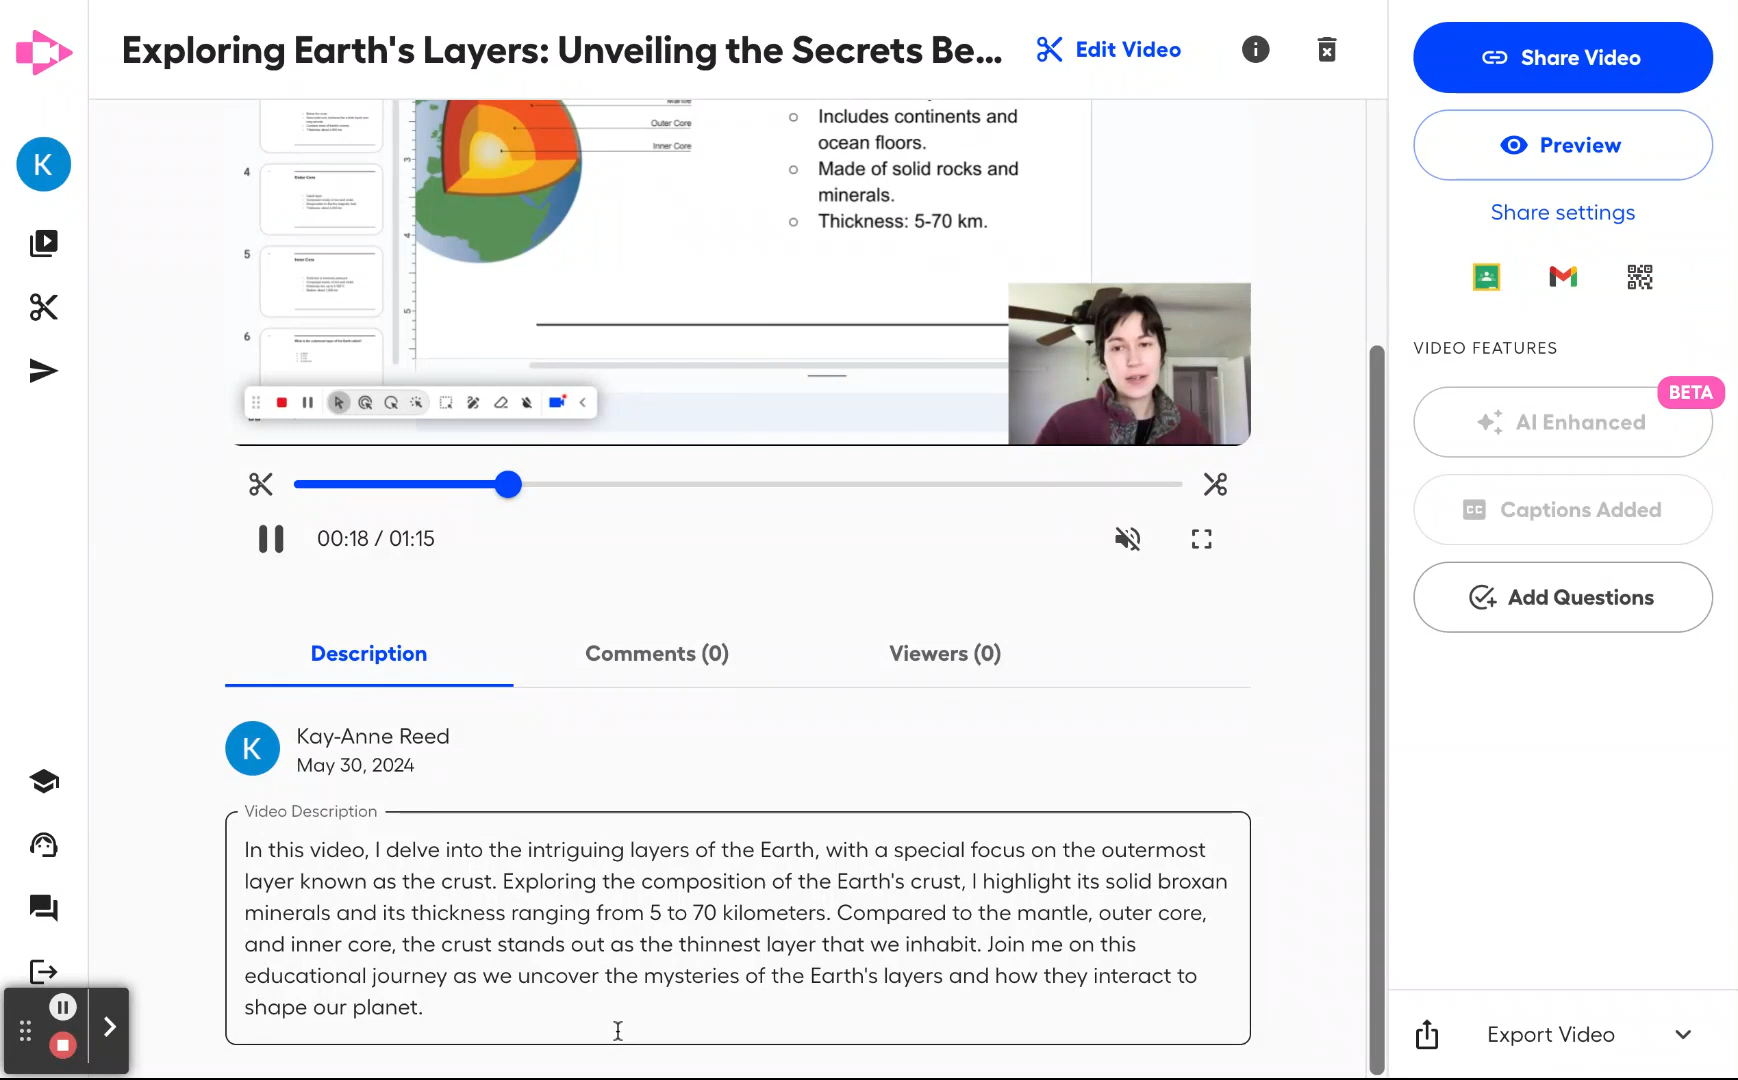 Exploring Earth's Layers: Unveiling the Secrets Be...
Edit Video
Share Video
Preview
Share settings
VIDEO FEATURES
BETA
AI Enhanced
Captions Added
Add Questions
Export Video
K
4
5
6
Outer Core
Inner Core
3
4
5
Includes continents and
ocean floors.
Made of solid rocks and
minerals.
Thickness: 5-70 km.
00:18 / 01:15
Description
Comments (0)
Viewers (0)
K
Kay-Anne Reed
May 30, 2024
Video Description
In this video, I delve into the intriguing layers of the Earth, with a special focus on the outermost
layer known as the crust. Exploring the composition of the Earth's crust, I highlight its solid broxan
minerals and its thickness ranging from 5 to 70 kilometers. Compared to the mantle, outer core,
and inner core, the crust stands out as the thinnest layer that we inhabit. Join me on this
educational journey as we uncover the mysteries of the Earth's layers and how they interact to
shape our planet.